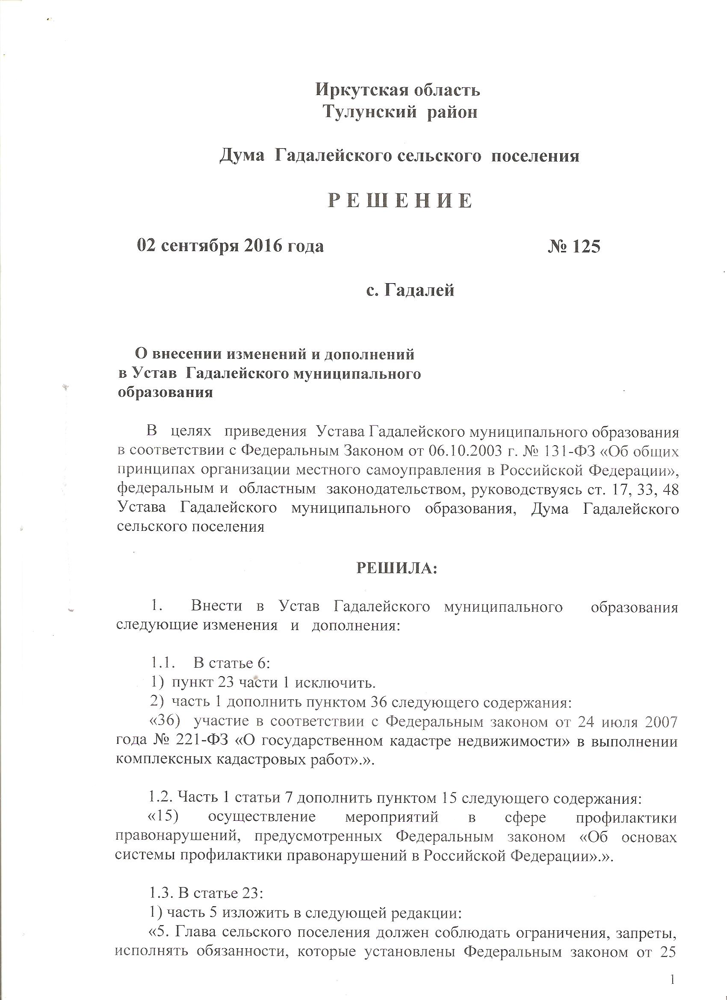 Иркутская область
Тулунский район
Дума Гадалейского сельского поселения
Р Е Ш Е Н И Е
02 сентября 2016 года № 125
с. Гадалей
О внесении изменений и дополнений
в Устав Гадалейского муниципального
образования
В целях приведения Устава Гадалейского муниципального образования
в соответствии с Федеральным Законом от 06.10.2003 г. № 131-ФЗ «Об общих
принципах организации местного самоуправления в Российской Федерации»,
федеральным и областным законодательством, руководствуясь ст. 17, 33, 48
Устава Гадалейского муниципального образования, Дума Гадалейского
сельского поселения
РЕШИЛА:
1. Внести в Устав Гадалейского муниципального образования
следующие изменения и дополнения:
1.1. В статье 6:
1) пункт 23 части 1 исключить.
2) часть 1 дополнить пунктом 36 следующего содержания:
«36) участие в соответствии с Федеральным законом от 24 июля 2007
года № 221-ФЗ «О государственном кадастре недвижимости» в выполнении
комплексных кадастровых работ».».
1.2. Часть 1 статьи 7 дополнить пунктом 15 следующего содержания:
«15) осуществление мероприятий в сфере профилактики
правонарушений, предусмотренных Федеральным законом «Об основах
системы профилактики правонарушений в Российской Федерации».».
1.3. В статье 23:
1) часть 5 изложить в следующей редакции:
«5. Глава сельского поселения должен соблюдать ограничения, запреты,
исполнять обязанности, которые установлены Федеральным законом от 25
1